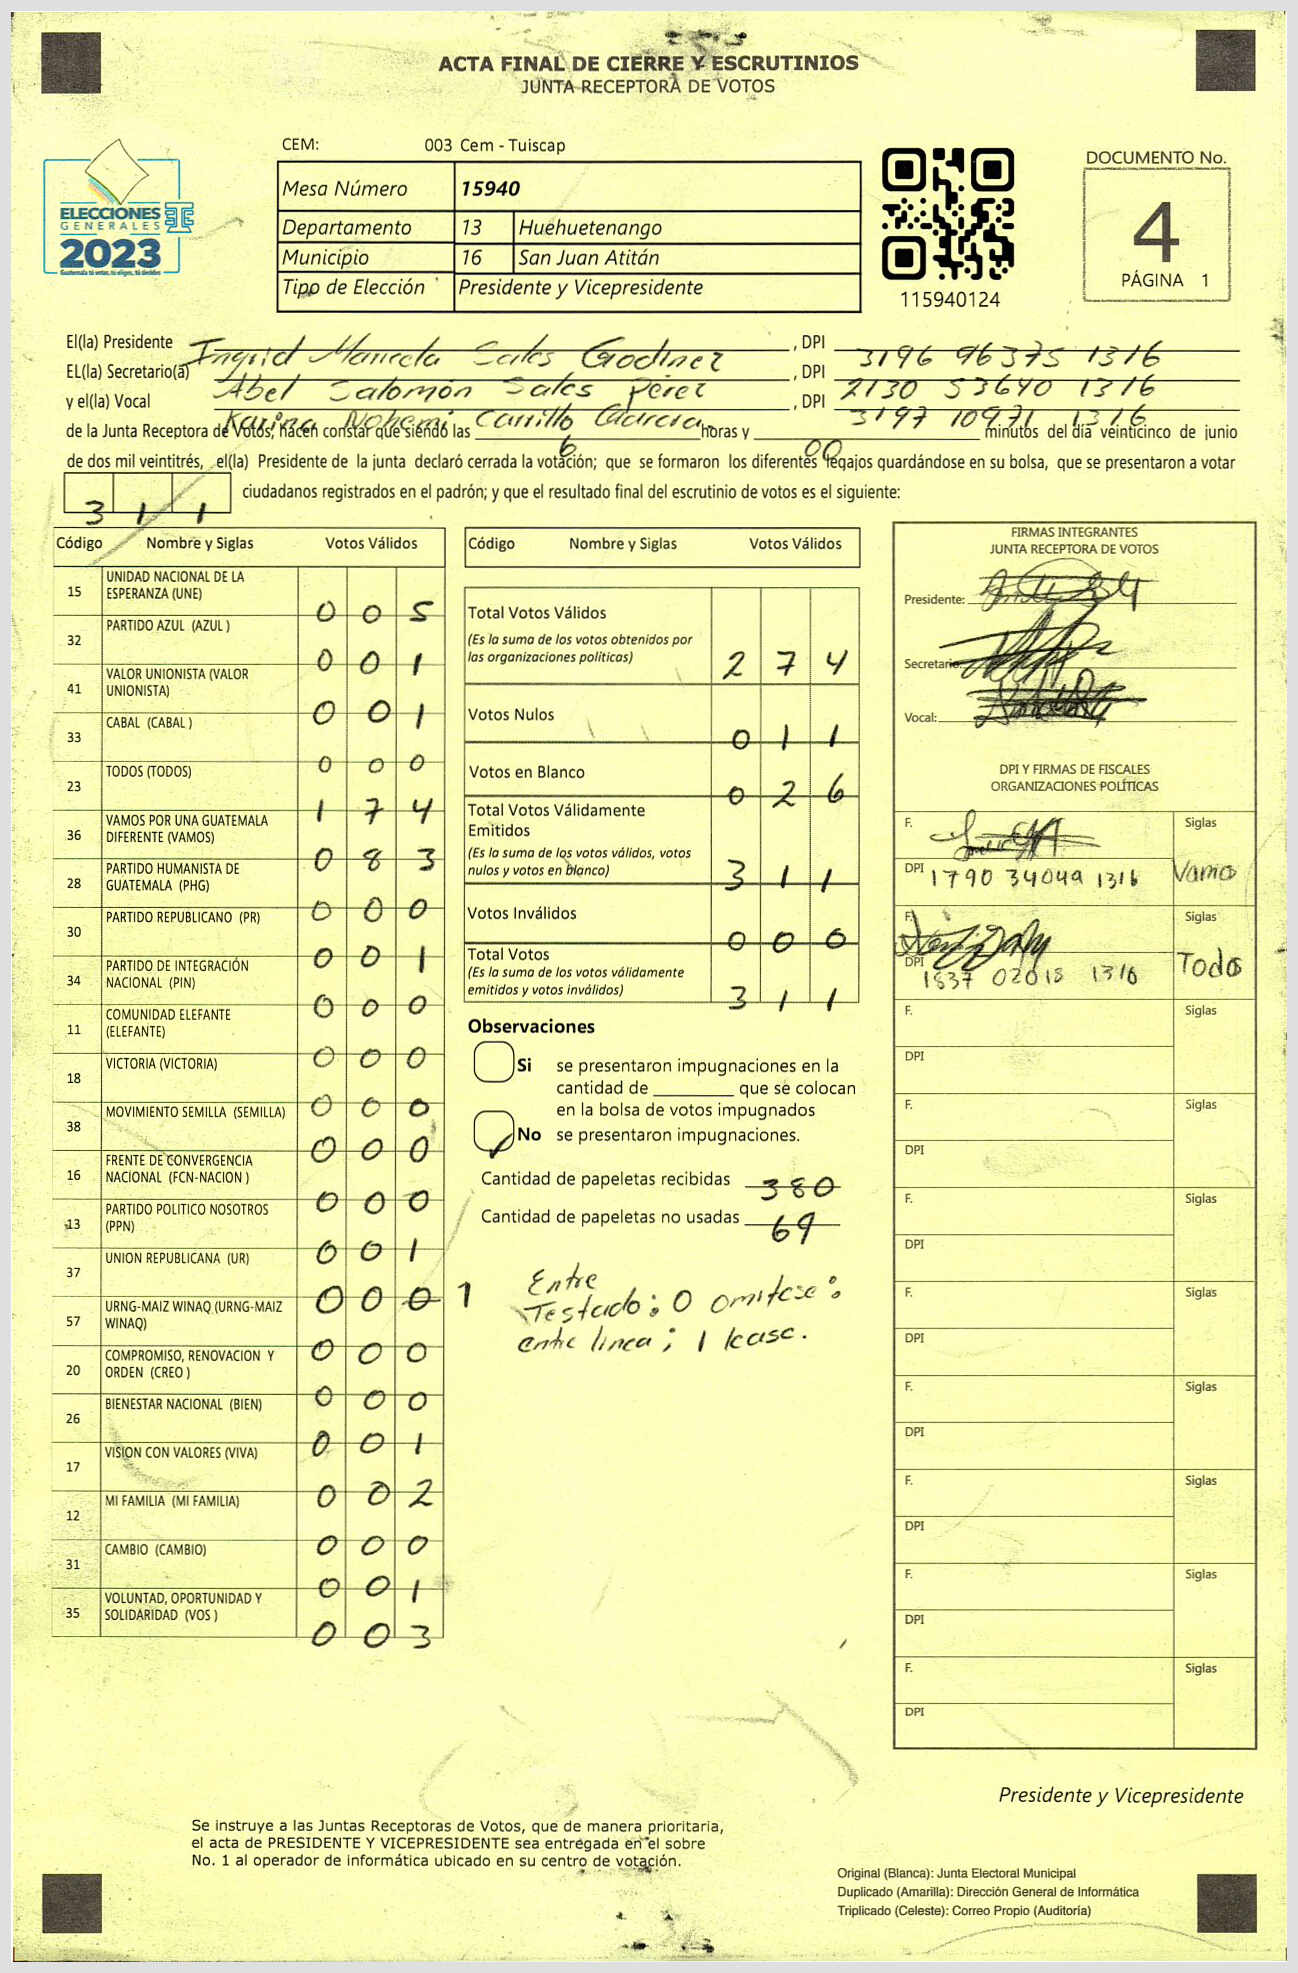 ACTA FINAL DE CIERRE Y ESCRUTINIOS
JUNTA RECEPTORA DE VOTOS
CEM: 003 Cem - Tuiscap
ELECCIONES
GENERALES
2023
Guatemala tú votas, tú eliges, tú decides
Mesa Número 15940
Departamento 13 Huehuetenango
Municipio 16 San Juan Atitán
Tipo de Elección Presidente y Vicepresidente
115940124
DOCUMENTO No.
4
PÁGINA 1
El(la) Presidente Ingrid Maricela Sales Godinez, DPI 3196 96375 1316
EL(la) Secretario(a) Abel Salomón Sales Pérez, DPI 2130 53640 1316
y el(la) Vocal Karina Nohemi Carrillo Garcia, DPI 3197 10971 1316
de la Junta Receptora de Votos, hacen constar que siendo las 6 horas y 00 minutos del día veinticinco de junio
de dos mil veintitrés, el(la) Presidente de la junta declaró cerrada la votación; que se formaron los diferentes legajos quardándose en su bolsa, que se presentaron a votar
311 ciudadanos registrados en el padrón; y que el resultado final del escrutinio de votos es el siguiente:
Código Nombre y Siglas Votos Válidos
15 UNIDAD NACIONAL DE LA
ESPERANZA (UNE) 0 0 5
32 PARTIDO AZUL (AZUL ) 0 0 1
41 VALOR UNIONISTA (VALOR
UNIONISTA) 0 0 1
33 CABAL (CABAL ) 0 0 0
23 TODOS (TODOS) 1 7 4
36 VAMOS POR UNA GUATEMALA
DIFERENTE (VAMOS) 0 8 3
28 PARTIDO HUMANISTA DE
GUATEMALA (PHG) 0 0 0
30 PARTIDO REPUBLICANO (PR) 0 0 1
34 PARTIDO DE INTEGRACIÓN
NACIONAL (PIN) 0 0 0
11 COMUNIDAD ELEFANTE
(ELEFANTE) 0 0 0
18 VICTORIA (VICTORIA) 0 0 0
38 MOVIMIENTO SEMILLA (SEMILLA) 0 0 0
16 FRENTE DE CONVERGENCIA
NACIONAL (FCN-NACION ) 0 0 0
13 PARTIDO POLITICO NOSOTROS
(PPN) 0 0 1
37 UNION REPUBLICANA (UR) 0 0 0 1
57 URNG-MAIZ WINAQ (URNG-MAIZ
WINAQ) 0 0 0
20 COMPROMISO, RENOVACION Y
ORDEN (CREO ) 0 0 0
26 BIENESTAR NACIONAL (BIEN) 0 0 1
17 VISION CON VALORES (VIVA) 0 0 2
12 MI FAMILIA (MI FAMILIA) 0 0 0
31 CAMBIO (CAMBIO) 0 0 1
35 VOLUNTAD, OPORTUNIDAD Y
SOLIDARIDAD (VOS ) 0 0 3
Código Nombre y Siglas Votos Válidos
Total Votos Válidos
(Es la suma de los votos obtenidos por
las organizaciones políticas) 2 7 4
Votos Nulos 0 1 1
Votos en Blanco 0 2 6
Total Votos Válidamente
Emitidos
(Es la suma de los votos válidos, votos
nulos y votos en blanco) 3 1 1
Votos Inválidos 0 0 0
Total Votos
(Es la suma de los votos válidamente
emitidos y votos inválidos) 3 1 1
Observaciones
Si se presentaron impugnaciones en la
cantidad de ________ que se colocan
en la bolsa de votos impugnados
No se presentaron impugnaciones.
Cantidad de papeletas recibidas 380
Cantidad de papeletas no usadas 69
Entre
Testado: 0 omitase:
entre linea; 1 lease.
FIRMAS INTEGRANTES
JUNTA RECEPTORA DE VOTOS
Presidente:
Secretario:
Vocal:
DPI Y FIRMAS DE FISCALES
ORGANIZACIONES POLÍTICAS
F. Siglas
DPI 1790 34049 1316 Vamo
F. Siglas
DPI 1837 02018 1316 Todo
F. Siglas
DPI
F. Siglas
DPI
F. Siglas
DPI
F. Siglas
DPI
F. Siglas
DPI
F. Siglas
DPI
F. Siglas
DPI
F. Siglas
DPI
Presidente y Vicepresidente
Se instruye a las Juntas Receptoras de Votos, que de manera prioritaria,
el acta de PRESIDENTE Y VICEPRESIDENTE sea entregada en el sobre
No. 1 al operador de informática ubicado en su centro de votación.
Original (Blanca): Junta Electoral Municipal
Duplicado (Amarilla): Dirección General de Informática
Triplicado (Celeste): Correo Propio (Auditoría)